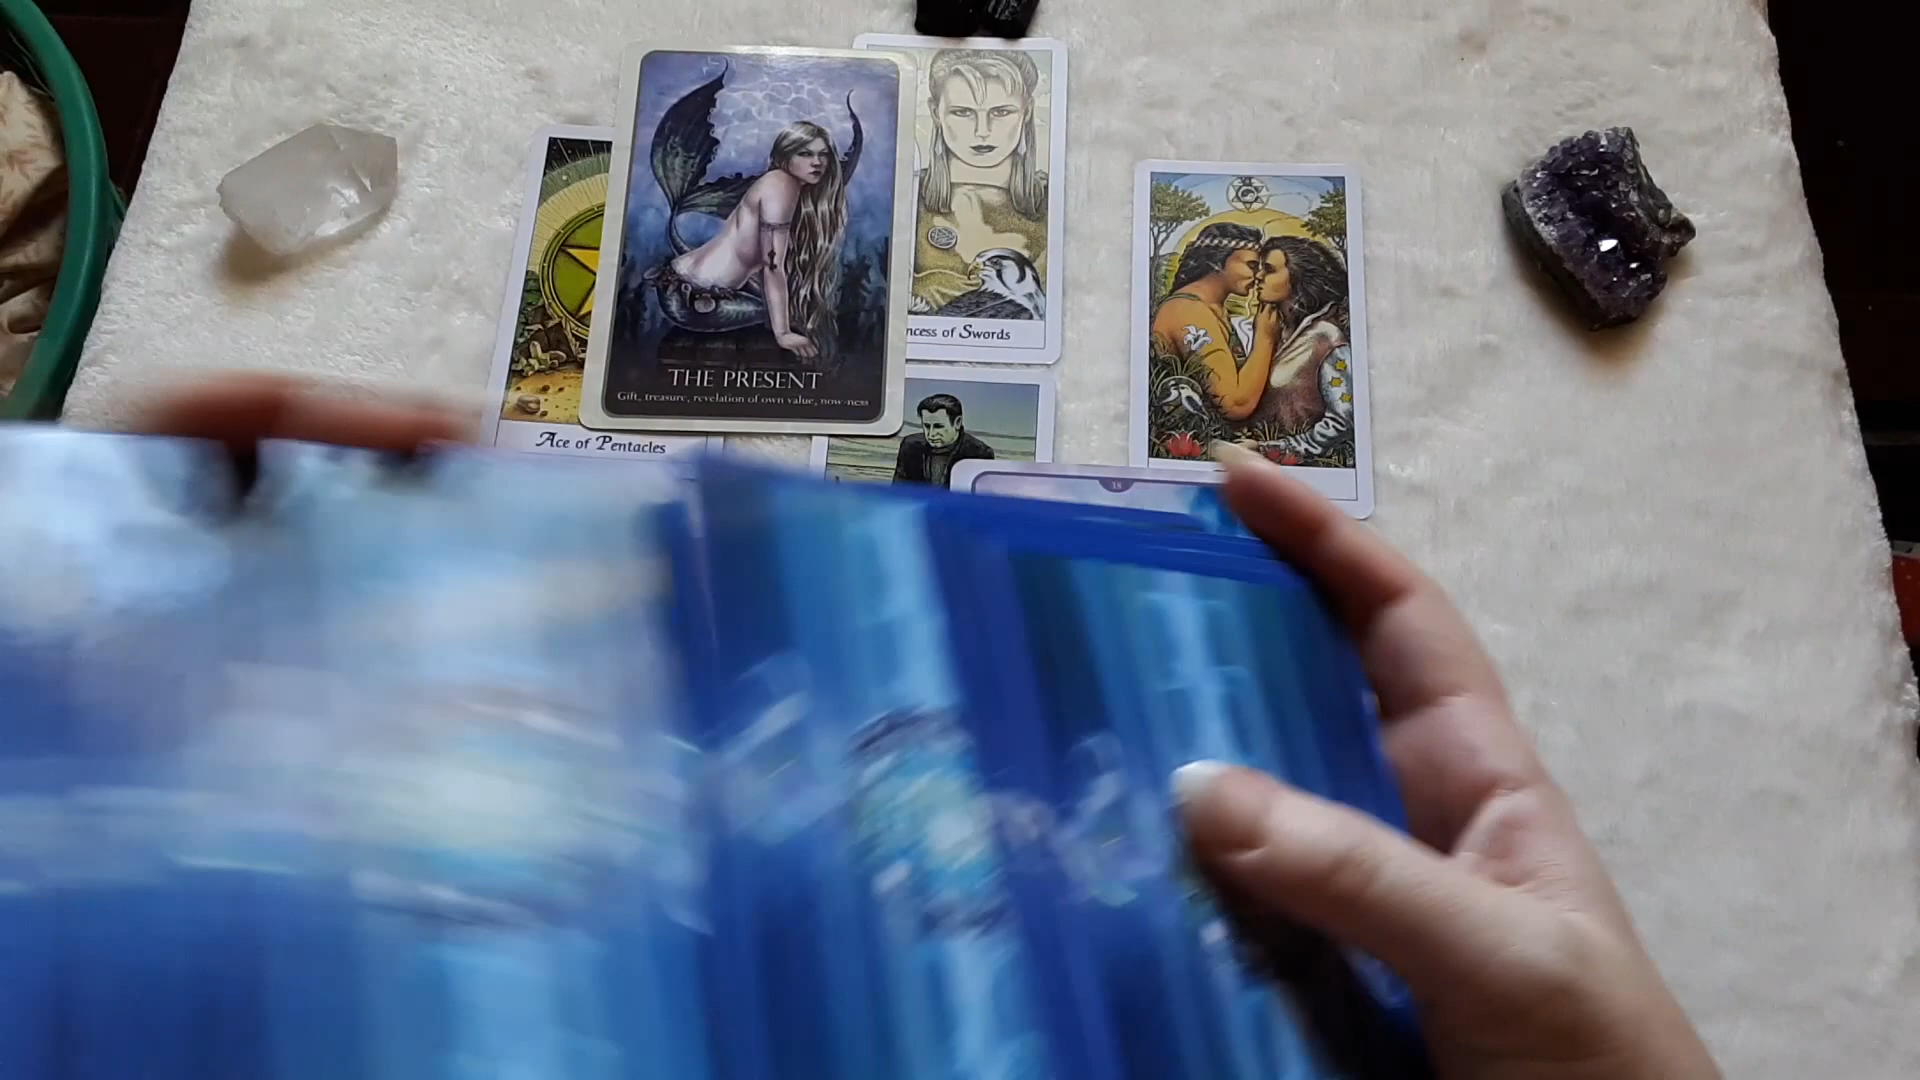 THE PRESENT
Gift, treasure, revelation of own value, now-ness
ncess of Swords
Ace of Pentacles
18